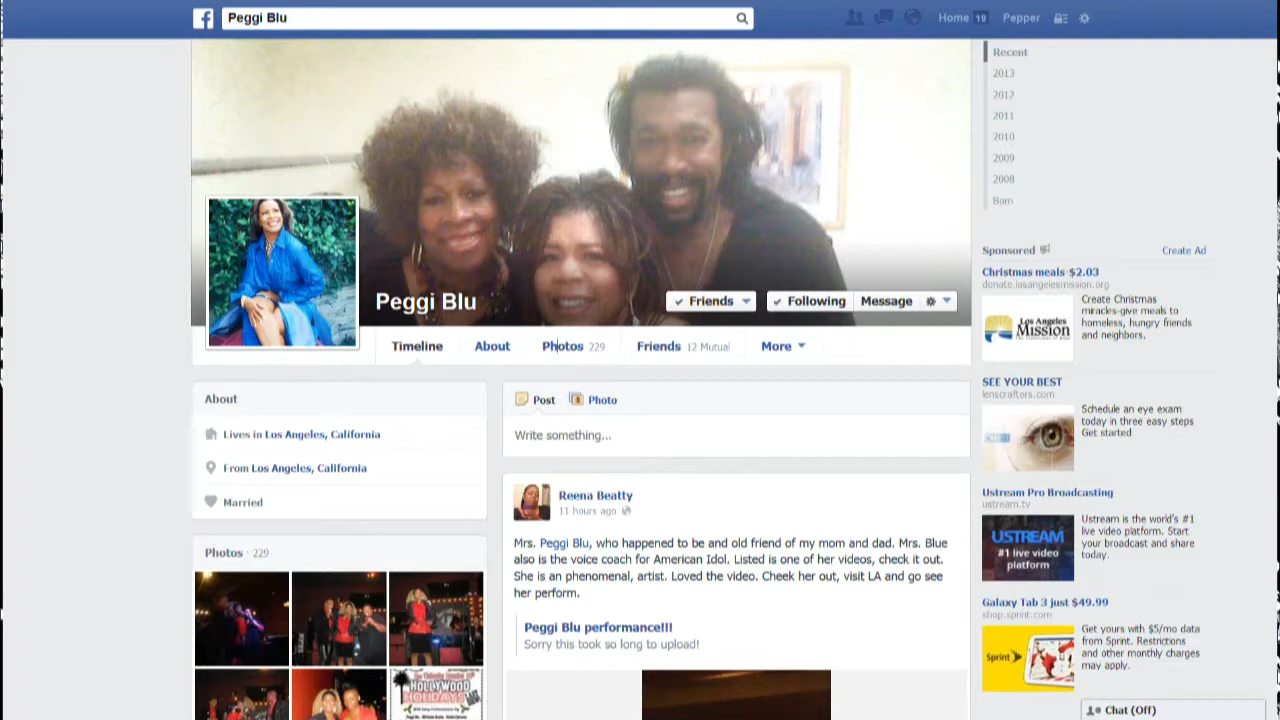 Peggi Blu
Home 19
Pepper
Peggi Blu
Friends
Following
Message
Timeline
About
Photos 229
Friends 12 Mutual
More
About
Lives in Los Angeles, California
From Los Angeles, California
Married
Photos · 229
HOLLYWOOD
HOLIDAYS
Post
Photo
Write something...
Reena Beatty
11 hours ago
Mrs. Peggi Blu, who happened to be and old friend of my mom and dad. Mrs. Blue
also is the voice coach for American Idol. Listed is one of her videos, check it out.
She is an phenomenal, artist. Loved the video. Cheek her out, visit LA and go see
her perform.
Peggi Blu performance!!!
Sorry this took so long to upload!
Recent
2013
2012
2011
2010
2009
2008
Born
Sponsored
Create Ad
Christmas meals-$2.03
donate.losangelesmission.org
Los Angeles
Mission
Create Christmas
miracles-give meals to
homeless, hungry friends
and neighbors.
SEE YOUR BEST
lenscrafters.com
Schedule an eye exam
today in three easy steps
Get started
Ustream Pro Broadcasting
ustream.tv
USTREAM
#1 live video
platform
Ustream is the world's #1
live video platform. Start
your broadcast and share
today.
Galaxy Tab 3 just $49.99
shop.sprint.com
Sprint
Get yours with $5/mo data
from Sprint. Restrictions
and other monthly charges
may apply.
Chat (Off)